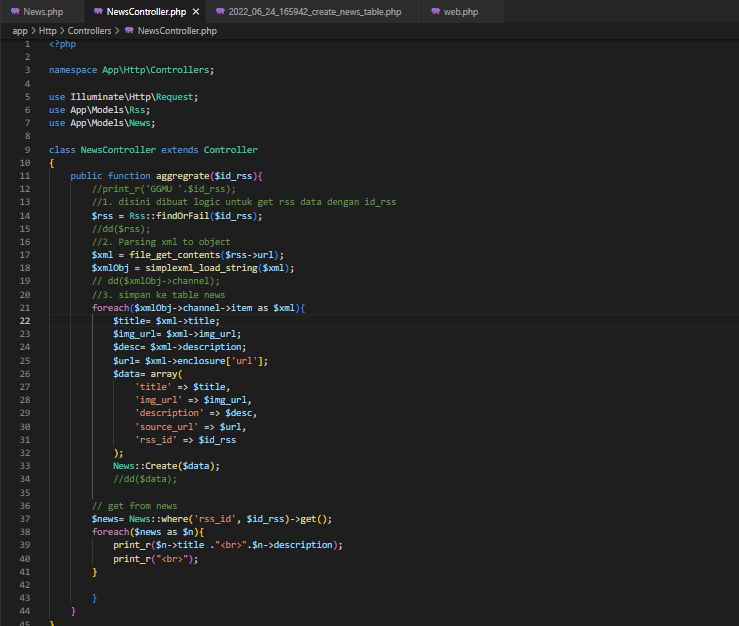 News.php NewsController.php × 2022_06_24_165942_create_news_table.php web.php
app > Http > Controllers > NewsController.php
1 <?php
2
3 namespace App\Http\Controllers;
4
5 use Illuminate\Http\Request;
6 use App\Models\Rss;
7 use App\Models\News;
8
9 class NewsController extends Controller
10 {
11 public function aggregrate($id_rss){
12 //print_r('GGMU '.$id_rss);
13 //1. disini dibuat logic untuk get rss data dengan id_rss
14 $rss = Rss::findOrFail($id_rss);
15 //dd($rss);
16 //2. Parsing xml to object
17 $xml = file_get_contents($rss->url);
18 $xmlObj = simplexml_load_string($xml);
19 // dd($xmlObj->channel);
20 //3. simpan ke table news
21 foreach($xmlObj->channel->item as $xml){
22 $title= $xml->title;
23 $img_url= $xml->img_url;
24 $desc= $xml->description;
25 $url= $xml->enclosure['url'];
26 $data= array(
27 'title' => $title,
28 'img_url' => $img_url,
29 'description' => $desc,
30 'source_url' => $url,
31 'rss_id' => $id_rss
32 );
33 News::Create($data);
34 //dd($data);
35
36 // get from news
37 $news= News::where('rss_id', $id_rss)->get();
38 foreach($news as $n){
39 print_r($n->title ."<br>".$n->description);
40 print_r("<br>");
41 }
42
43 }
44 }
45 }